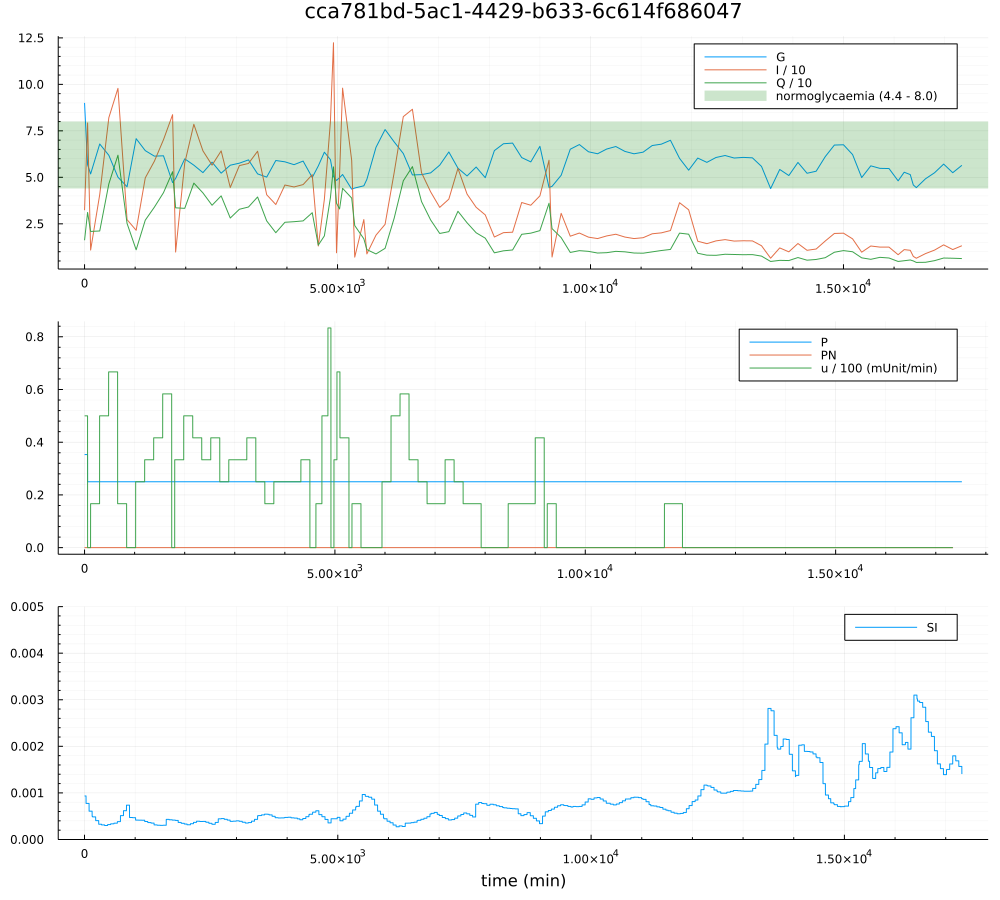 cca781bd-5ac1-4429-b633-6c614f686047
12.5
10.0
7.5
5.0
2.5
G
I / 10
Q / 10
normoglycaemia (4.4 - 8.0)
0
5.00×10³
1.00×10⁴
1.50×10⁴
0.8
0.6
0.4
0.2
0.0
P
PN
u / 100 (mUnit/min)
0
5.00×10³
1.00×10⁴
1.50×10⁴
0.005
0.004
0.003
0.002
0.001
0.000
SI
0
5.00×10³
1.00×10⁴
1.50×10⁴
time (min)